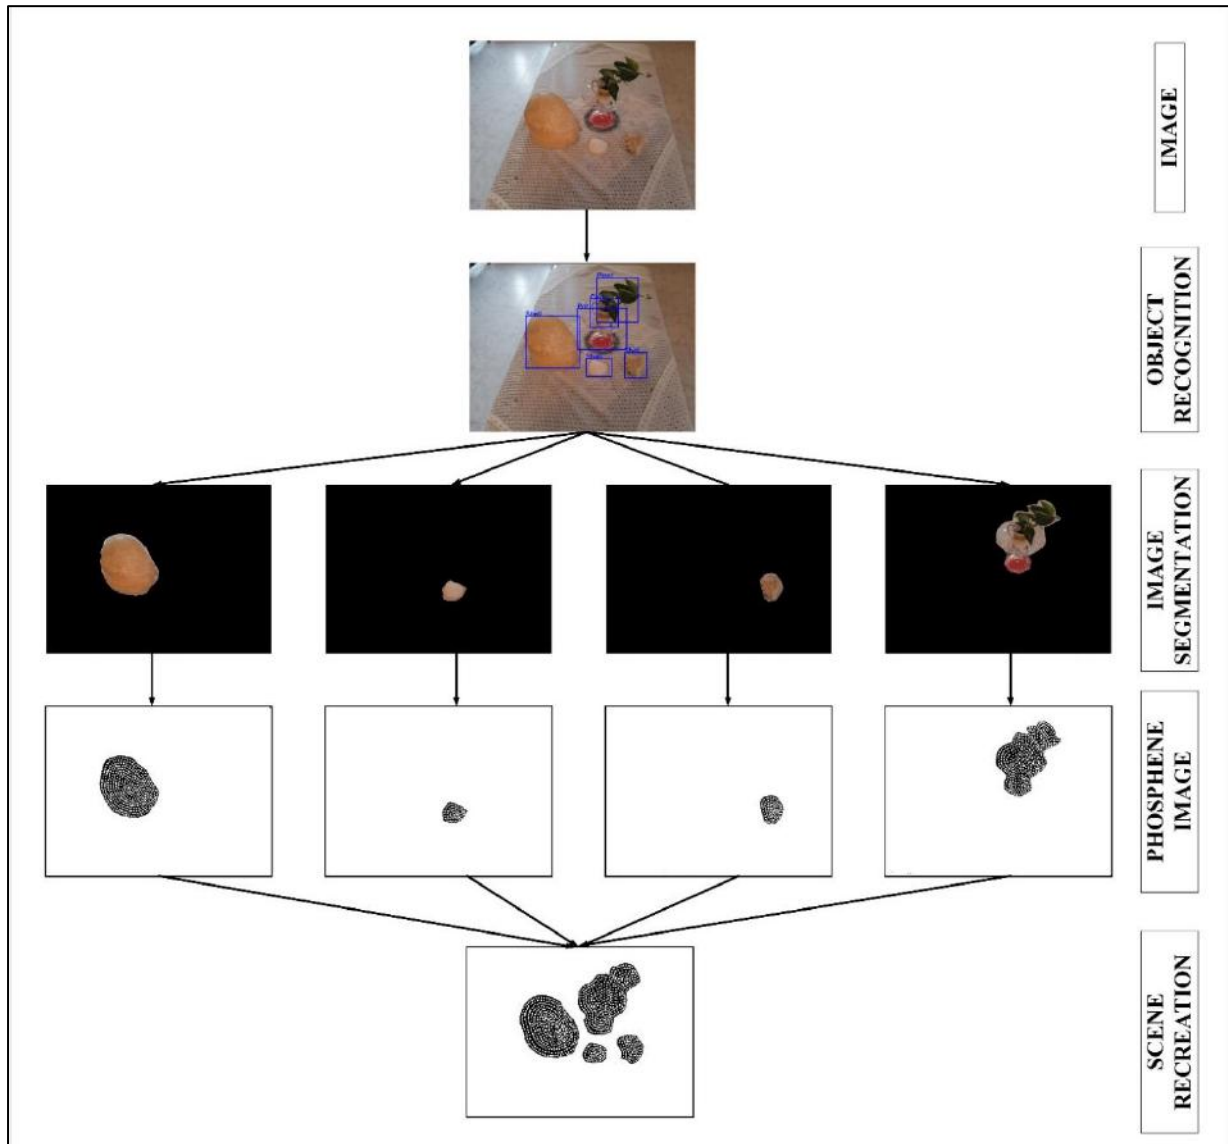 IMAGE
OBJECT
RECOGNITION
IMAGE
SEGMENTATION
PHOSPHENE
IMAGE
SCENE
RECREATION